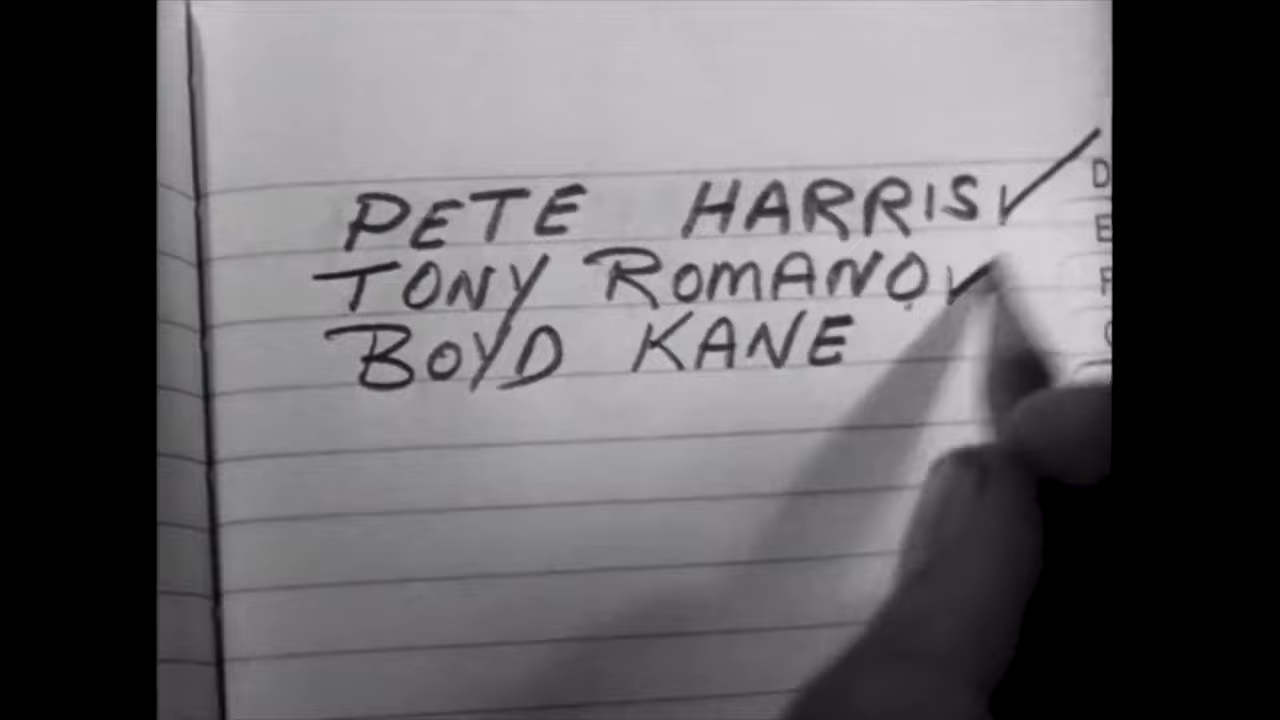 PETE HARRIS ✓
TONY ROMANO ✓
BOYD KANE
D
E
F